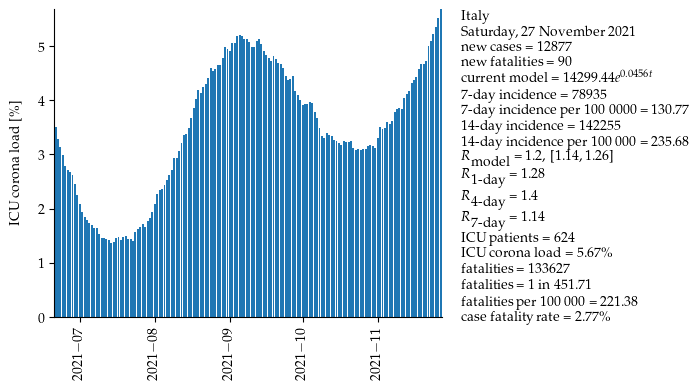 ICU corona load [%]
5
4
3
2
1
0
2021−07
2021−08
2021−09
2021−10
2021−11
Italy
Saturday, 27 November 2021
new cases = 12877
new fatalities = 90
current model = 14299.44e^0.0456t
7-day incidence = 78935
7-day incidence per 100 0000 = 130.77
14-day incidence = 142255
14-day incidence per 100 000 = 235.68
R_model = 1.2, [1.14, 1.26]
R_1-day = 1.28
R_4-day = 1.4
R_7-day = 1.14
ICU patients = 624
ICU corona load = 5.67%
fatalities = 133627
fatalities = 1 in 451.71
fatalities per 100 000 = 221.38
case fatality rate = 2.77%